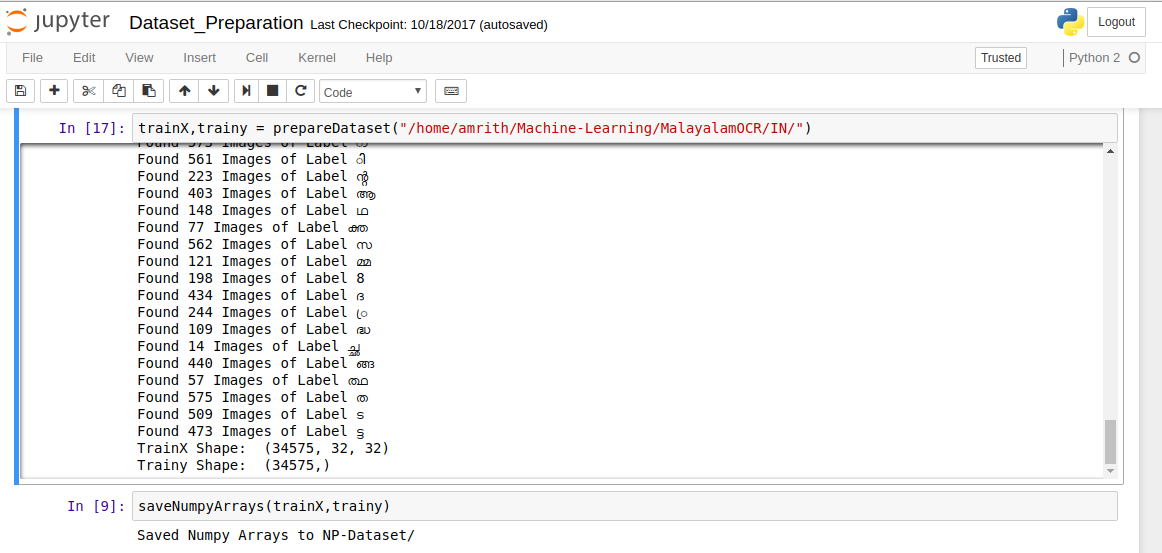 jupyter Dataset_Preparation Last Checkpoint: 10/18/2017 (autosaved)
Logout
File Edit View Insert Cell Kernel Help
Trusted Python 2
Code
In [17]: trainX,trainy = prepareDataset("/home/amrith/Machine-Learning/MalayalamOCR/IN/")
Found 561 Images of Label ി
Found 223 Images of Label ന്റ
Found 403 Images of Label ആ
Found 148 Images of Label ഥ
Found 77 Images of Label ക്ത
Found 562 Images of Label സ
Found 121 Images of Label മ്മ
Found 198 Images of Label 8
Found 434 Images of Label ദ
Found 244 Images of Label ്ര
Found 109 Images of Label ദ്ധ
Found 14 Images of Label ച്ഛ
Found 440 Images of Label ങ്ങ
Found 57 Images of Label ത്ഥ
Found 575 Images of Label ത
Found 509 Images of Label ട
Found 473 Images of Label ട്ട
TrainX Shape: (34575, 32, 32)
Trainy Shape: (34575,)
In [9]: saveNumpyArrays(trainX,trainy)
Saved Numpy Arrays to NP-Dataset/